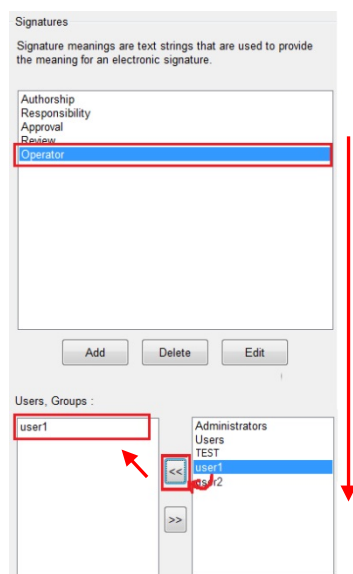 Signatures
Signature meanings are text strings that are used to provide
the meaning for an electronic signature.
Authorship
Responsibility
Approval
Review
Operator
Add
Delete
Edit
Users, Groups :
user1
<<
>>
Administrators
Users
TEST
user1
user2